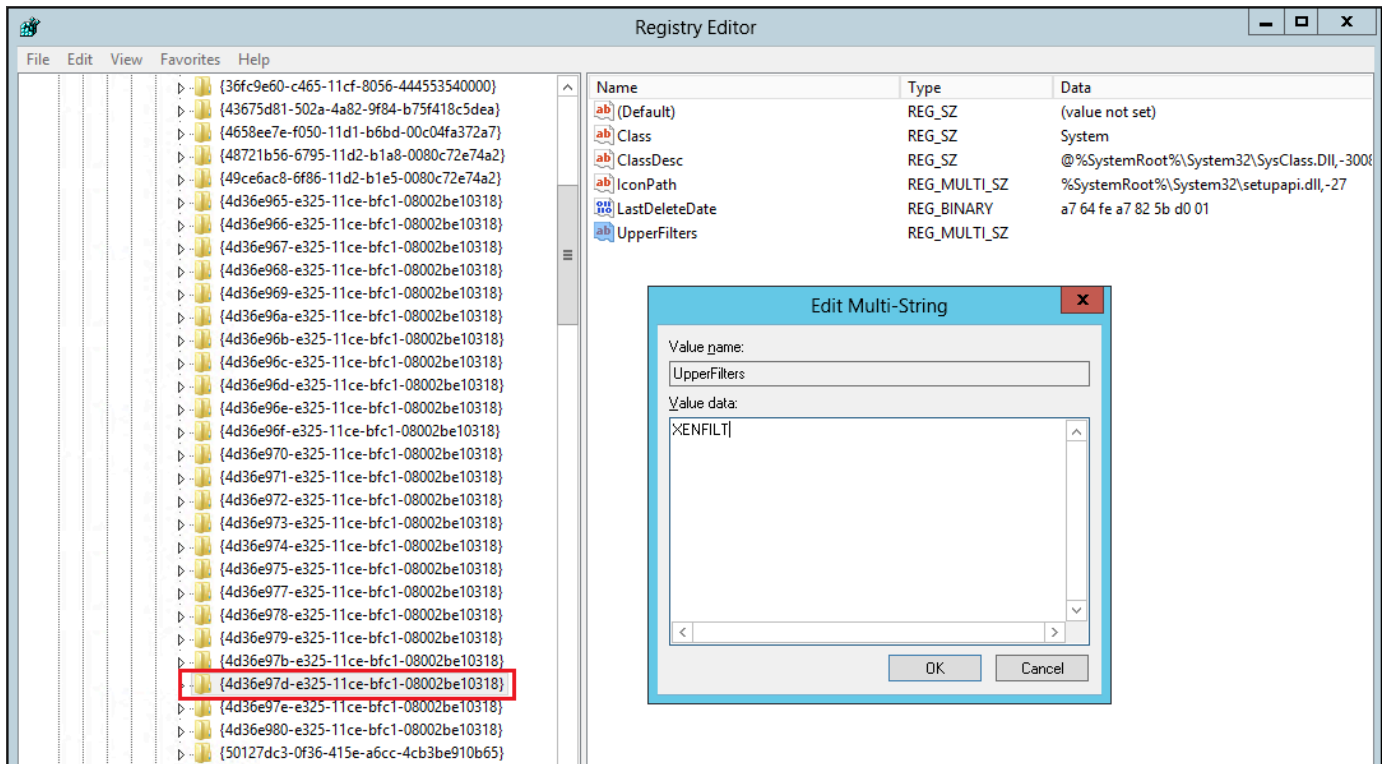 Registry Editor
File Edit View Favorites Help
{36fc9e60-c465-11cf-8056-444553540000}
{43675d81-502a-4a82-9f84-b75f418c5dea}
{4658ee7e-f050-11d1-b6bd-00c04fa372a7}
{48721b56-6795-11d2-b1a8-0080c72e74a2}
{49ce6ac8-6f86-11d2-b1e5-0080c72e74a2}
{4d36e965-e325-11ce-bfc1-08002be10318}
{4d36e966-e325-11ce-bfc1-08002be10318}
{4d36e967-e325-11ce-bfc1-08002be10318}
{4d36e968-e325-11ce-bfc1-08002be10318}
{4d36e969-e325-11ce-bfc1-08002be10318}
{4d36e96a-e325-11ce-bfc1-08002be10318}
{4d36e96b-e325-11ce-bfc1-08002be10318}
{4d36e96c-e325-11ce-bfc1-08002be10318}
{4d36e96d-e325-11ce-bfc1-08002be10318}
{4d36e96e-e325-11ce-bfc1-08002be10318}
{4d36e96f-e325-11ce-bfc1-08002be10318}
{4d36e970-e325-11ce-bfc1-08002be10318}
{4d36e971-e325-11ce-bfc1-08002be10318}
{4d36e972-e325-11ce-bfc1-08002be10318}
{4d36e973-e325-11ce-bfc1-08002be10318}
{4d36e974-e325-11ce-bfc1-08002be10318}
{4d36e975-e325-11ce-bfc1-08002be10318}
{4d36e977-e325-11ce-bfc1-08002be10318}
{4d36e978-e325-11ce-bfc1-08002be10318}
{4d36e979-e325-11ce-bfc1-08002be10318}
{4d36e97b-e325-11ce-bfc1-08002be10318}
{4d36e97d-e325-11ce-bfc1-08002be10318}
{4d36e97e-e325-11ce-bfc1-08002be10318}
{4d36e980-e325-11ce-bfc1-08002be10318}
{50127dc3-0f36-415e-a6cc-4cb3be910b65}
Name Type Data
(Default) REG_SZ (value not set)
Class REG_SZ System
ClassDesc REG_SZ @%SystemRoot%\System32\SysClass.Dll,-3008
IconPath REG_MULTI_SZ %SystemRoot%\System32\setupapi.dll,-27
LastDeleteDate REG_BINARY a7 64 fe a7 82 5b d0 01
UpperFilters REG_MULTI_SZ
Edit Multi-String
Value name:
UpperFilters
Value data:
XENFILT
OK Cancel